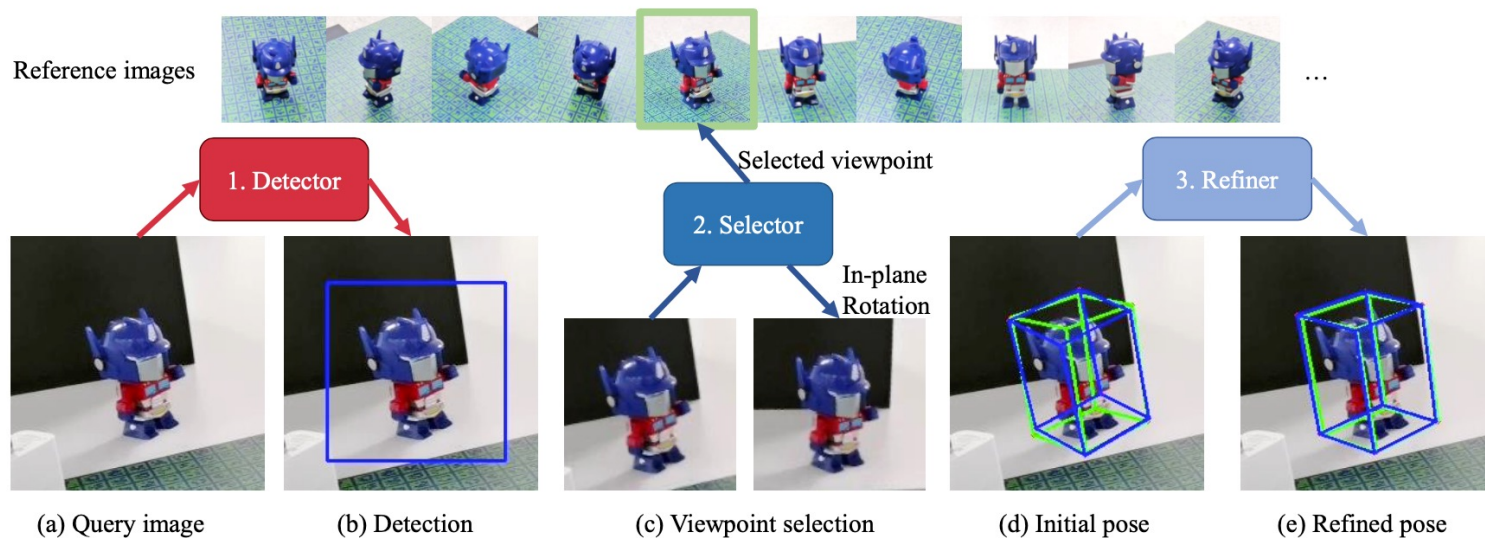 Reference images
…
1. Detector
Selected viewpoint
3. Refiner
2. Selector
In-plane
Rotation
(a) Query image
(b) Detection
(c) Viewpoint selection
(d) Initial pose
(e) Refined pose